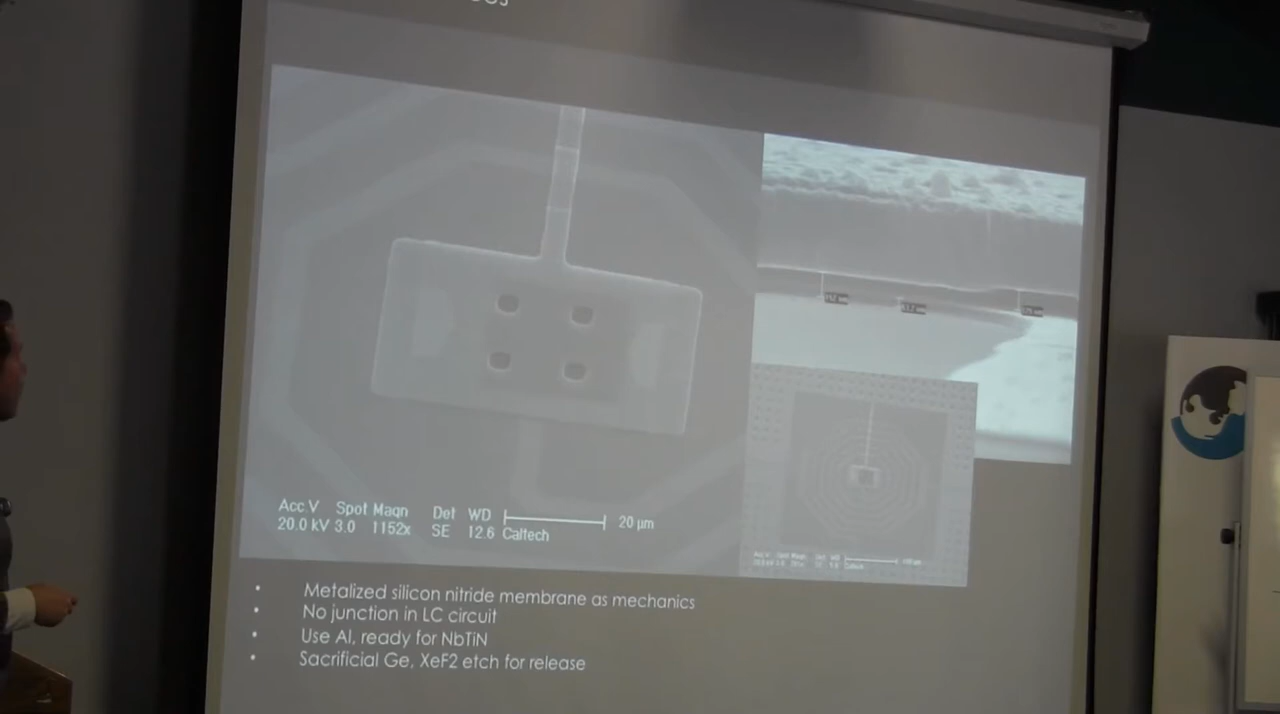 Acc.V Spot Magn Det WD
20.0 kV 3.0 1152x SE 12.6 Caltech
20 µm
• Metalized silicon nitride membrane as mechanics
• No junction in LC circuit
• Use Al, ready for NbTiN
• Sacrificial Ge, XeF2 etch for release